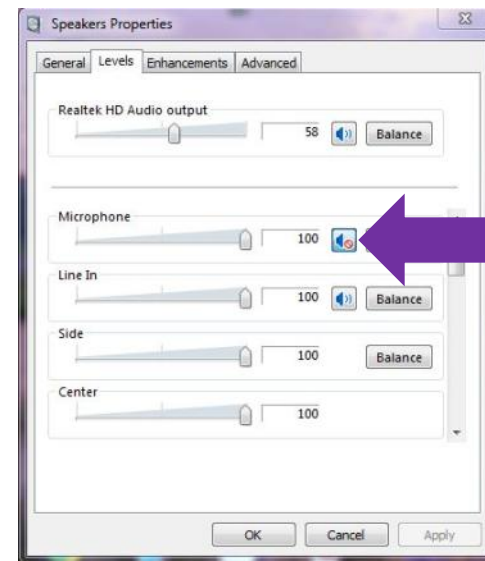 Speakers Properties
General Levels Enhancements Advanced
Realtek HD Audio output
58 Balance
Microphone
100
Line In
100 Balance
Side
100 Balance
Center
100
OK Cancel Apply